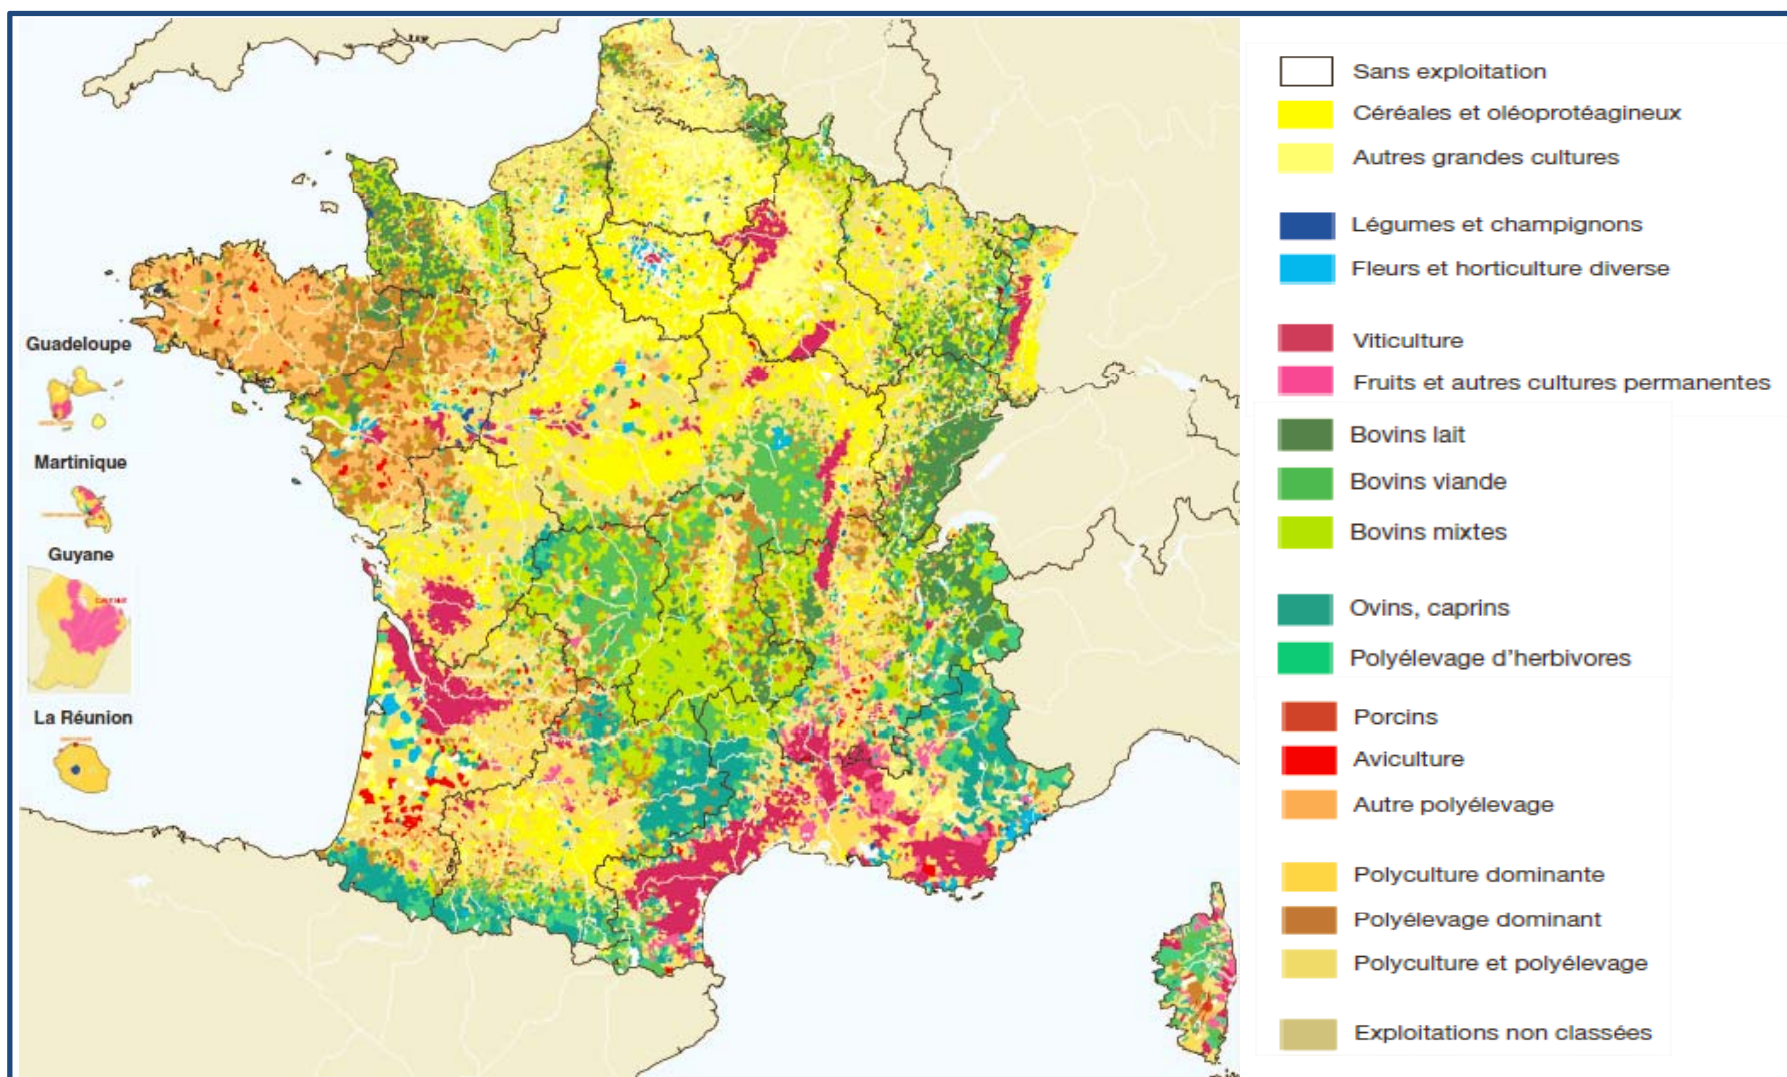 Guadeloupe
Martinique
Guyane
La Réunion
Sans exploitation
Céréales et oléoprotéagineux
Autres grandes cultures
Légumes et champignons
Fleurs et horticulture diverse
Viticulture
Fruits et autres cultures permanentes
Bovins lait
Bovins viande
Bovins mixtes
Ovins, caprins
Polyélevage d'herbivores
Porcins
Aviculture
Autre polyélevage
Polyculture dominante
Polyélevage dominant
Polyculture et polyélevage
Exploitations non classées